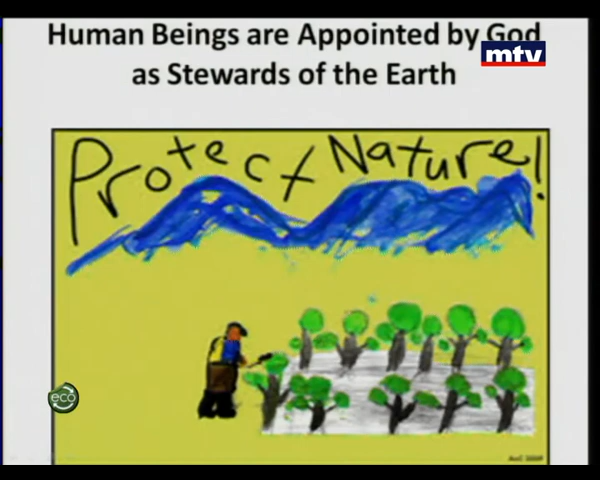 Human Beings are Appointed by God
as Stewards of the Earth
mtv
Protect Nature!
eco